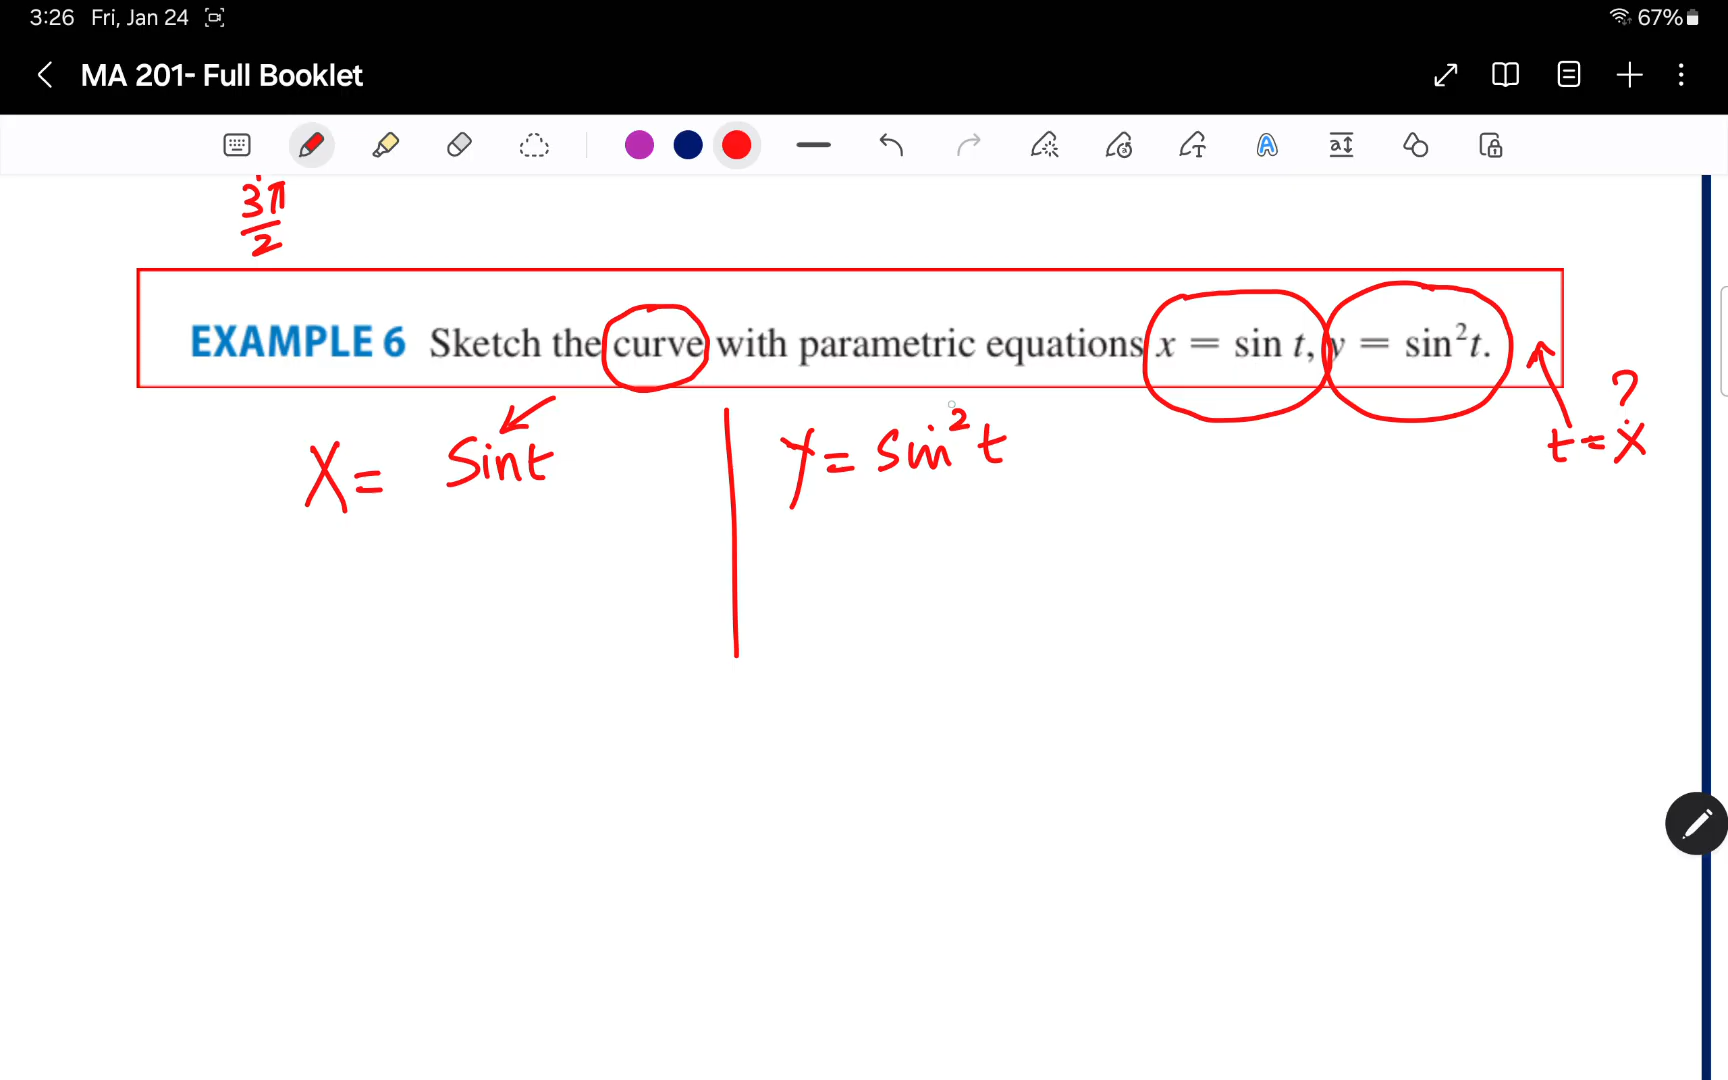 3:26 Fri, Jan 24 67%
MA 201- Full Booklet
3π
2
EXAMPLE 6 Sketch the curve with parametric equations x = sin t, y = sin²t.
?
X = Sint y = sin²t t = x